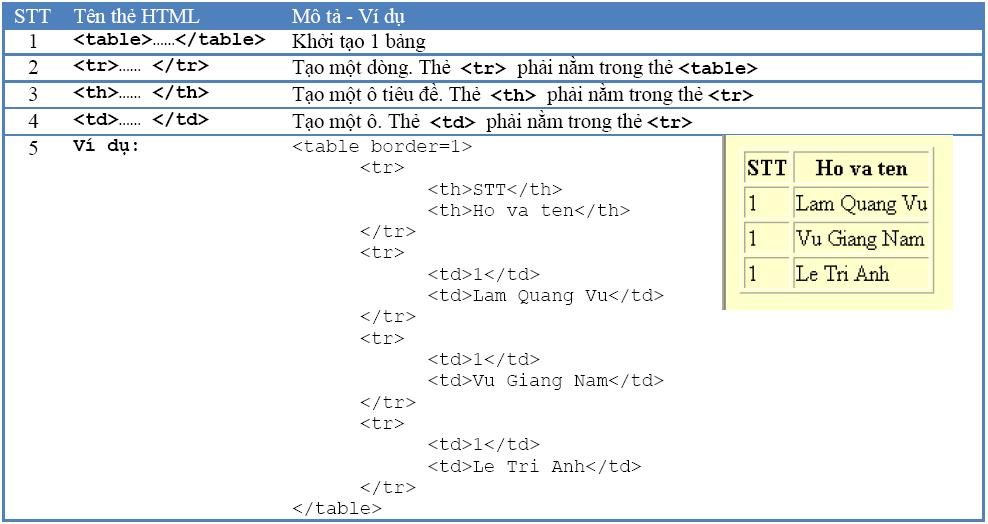 STT Tên thẻ HTML Mô tả - Ví dụ
1 <table>……</table> Khởi tạo 1 bảng
2 <tr>…… </tr> Tạo một dòng. Thẻ <tr> phải nằm trong thẻ <table>
3 <th>…… </th> Tạo một ô tiêu đề. Thẻ <th> phải nằm trong thẻ <tr>
4 <td>…… </td> Tạo một ô. Thẻ <td> phải nằm trong thẻ <tr>
5 Ví dụ: <table border=1>
<tr>
<th>STT</th>
<th>Ho va ten</th>
</tr>
<tr>
<td>1</td>
<td>Lam Quang Vu</td>
</tr>
<tr>
<td>1</td>
<td>Vu Giang Nam</td>
</tr>
<tr>
<td>1</td>
<td>Le Tri Anh</td>
</tr>
</table>
STT Ho va ten
1 Lam Quang Vu
1 Vu Giang Nam
1 Le Tri Anh